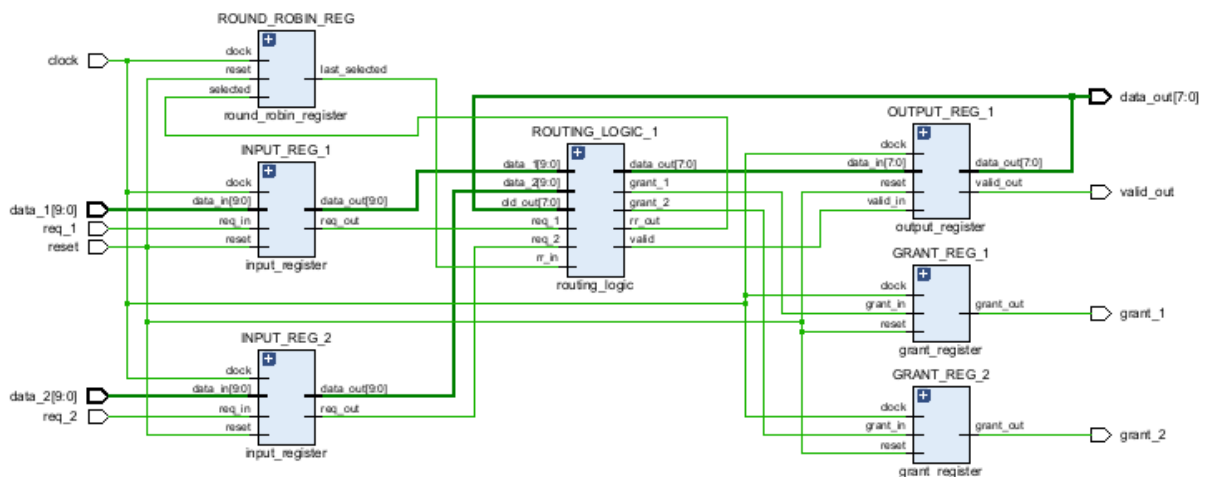 ROUND_ROBIN_REG
clock
clock
reset
last_selected
selected
round_robin_register
data_out[7:0]
OUTPUT_REG_1
ROUTING_LOGIC_1
INPUT_REG_1
clock
data_1[9:0]
data_out[7:0]
data_in[7:0]
data_out[7:0]
clock
data_2[9:0]
grant_1
reset
valid_out
valid_out
data_1[9:0]
data_in[9:0]
data_out[9:0]
old_out[7:0]
grant_2
valid_in
req_1
req_in
req_out
req_1
rr_out
output_register
reset
reset
req_2
valid
input_register
rr_in
GRANT_REG_1
routing_logic
clock
grant_in
grant_out
grant_1
reset
INPUT_REG_2
grant_register
clock
GRANT_REG_2
data_2[9:0]
data_in[9:0]
data_out[9:0]
clock
req_2
req_in
req_out
grant_in
grant_out
grant_2
reset
reset
input_register
grant_register